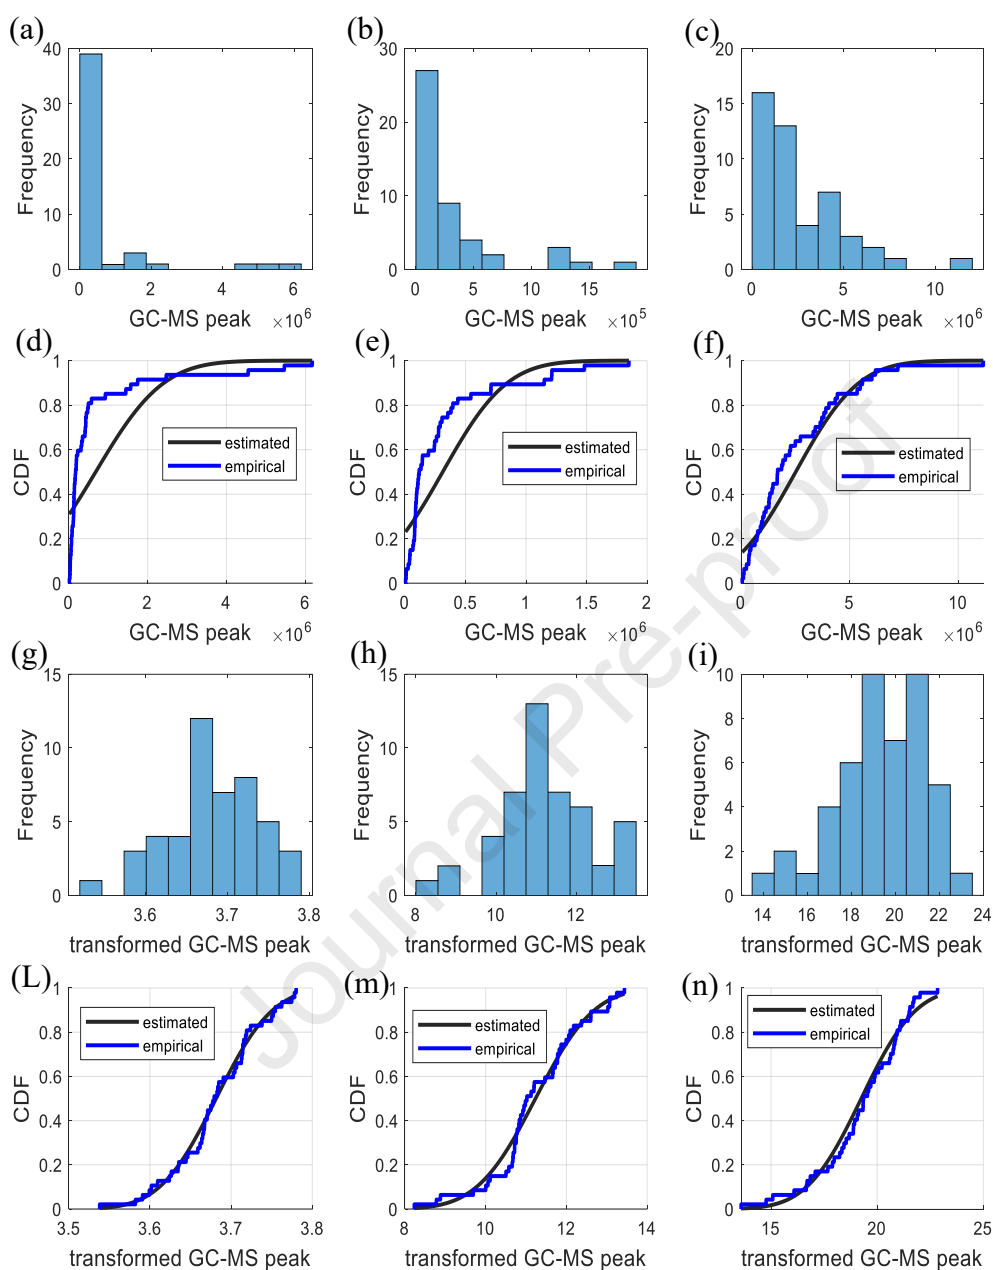 (a) (b) (c)
40 30 20
30 20 15
20 10 10
10 5
0 0 0
Frequency Frequency Frequency
0 2 4 6 0 5 10 15 0 5 10
GC-MS peak ×10^6 GC-MS peak ×10^5 GC-MS peak ×10^6
(d) (e) (f)
1 1 1
0.8 0.8 0.8
0.6 0.6 0.6
0.4 0.4 0.4
0.2 0.2 0.2
0 0 0
CDF CDF CDF
estimated estimated estimated
empirical empirical empirical
0 2 4 6 0 0.5 1 1.5 2 0 5 10
GC-MS peak ×10^6 GC-MS peak ×10^6 GC-MS peak ×10^6
(g) (h) (i)
15 15 10
10 10 8
5 5 6
0 0 4
2
0
Frequency Frequency Frequency
3.6 3.7 3.8 8 10 12 14 16 18 20 22 24
transformed GC-MS peak transformed GC-MS peak transformed GC-MS peak
(L) (m) (n)
1 1 1
0.8 0.8 0.8
0.6 0.6 0.6
0.4 0.4 0.4
0.2 0.2 0.2
0 0 0
CDF CDF CDF
estimated estimated estimated
empirical empirical empirical
3.5 3.6 3.7 3.8 8 10 12 14 15 20 25
transformed GC-MS peak transformed GC-MS peak transformed GC-MS peak
Journal Pre-proof